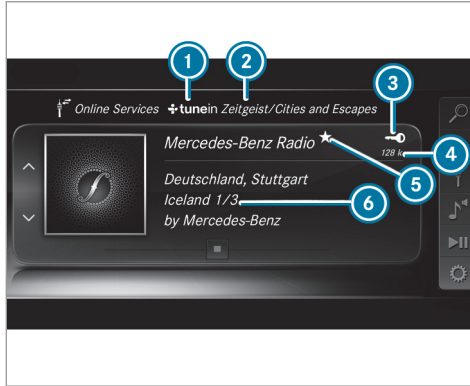 1 2 3
Online Services tunein Zeitgeist/Cities and Escapes
Mercedes-Benz Radio
128 k 4
5
Deutschland, Stuttgart
Iceland 1/3 6
by Mercedes-Benz